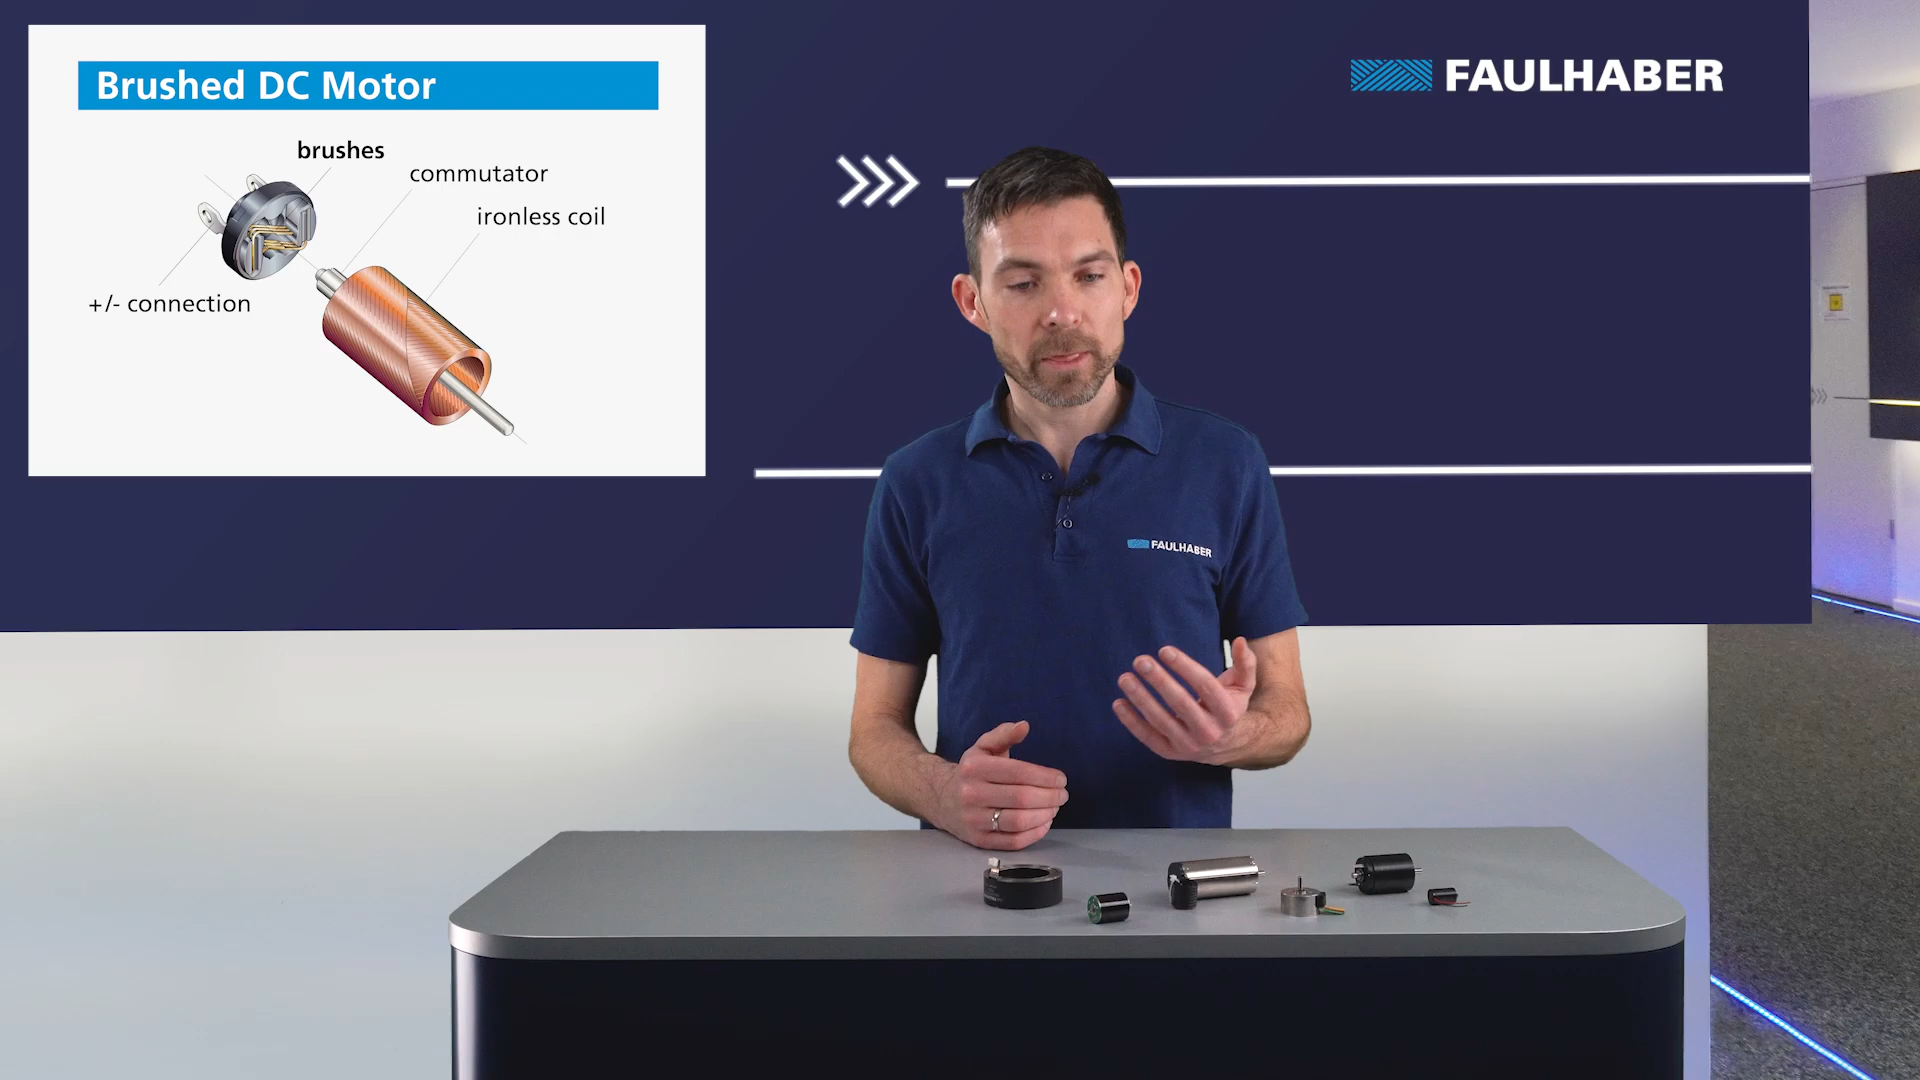 Brushed DC Motor
brushes
commutator
ironless coil
+/- connection
FAULHABER
FAULHABER